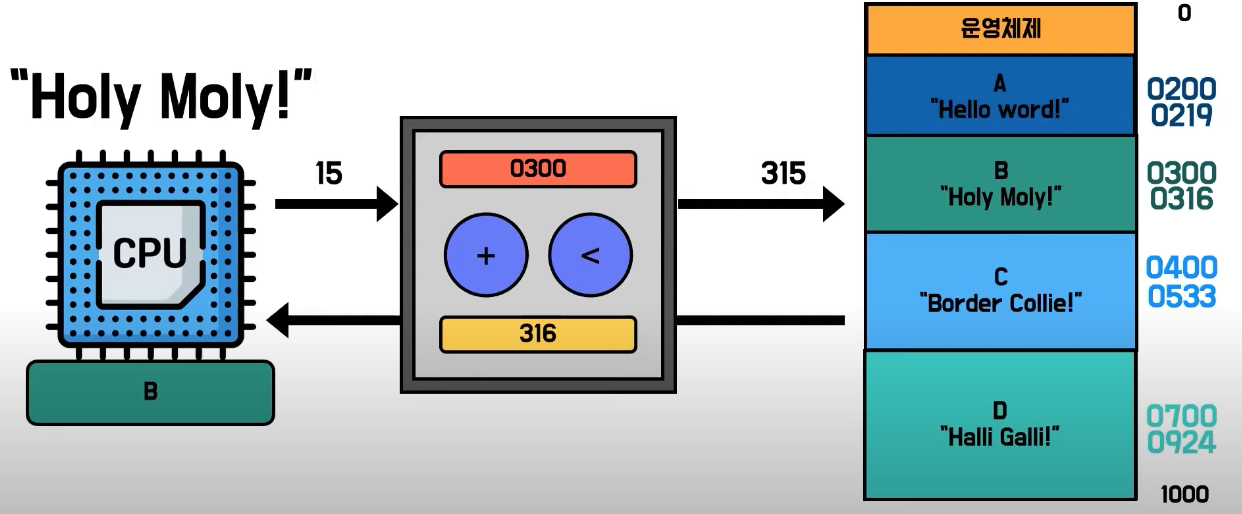 "Holy Moly!"
CPU
B
15
0300
+
<
316
315
운영체제
0
A
"Hello word!"
0200
0219
B
"Holy Moly!"
0300
0316
C
"Border Collie!"
0400
0533
D
"Halli Galli!"
0700
0924
1000